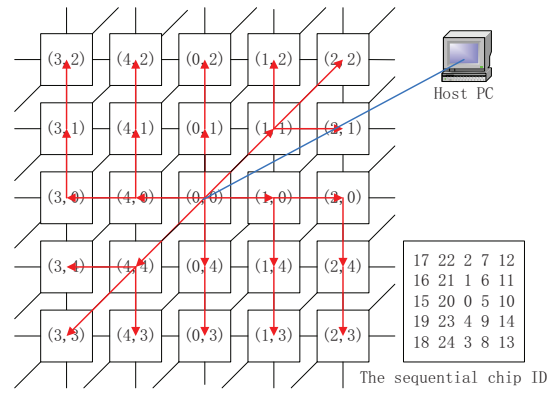 (3,2) (4,2) (0,2) (1,2) (2,2)
Host PC
(3,1) (4,1) (0,1) (1,1) (2,1)
(3,0) (4,0) (0,0) (1,0) (2,0)
(3,4) (4,4) (0,4) (1,4) (2,4)
(3,3) (4,3) (0,3) (1,3) (2,3)
17 22 2 7 12
16 21 1 6 11
15 20 0 5 10
19 23 4 9 14
18 24 3 8 13
The sequential chip ID